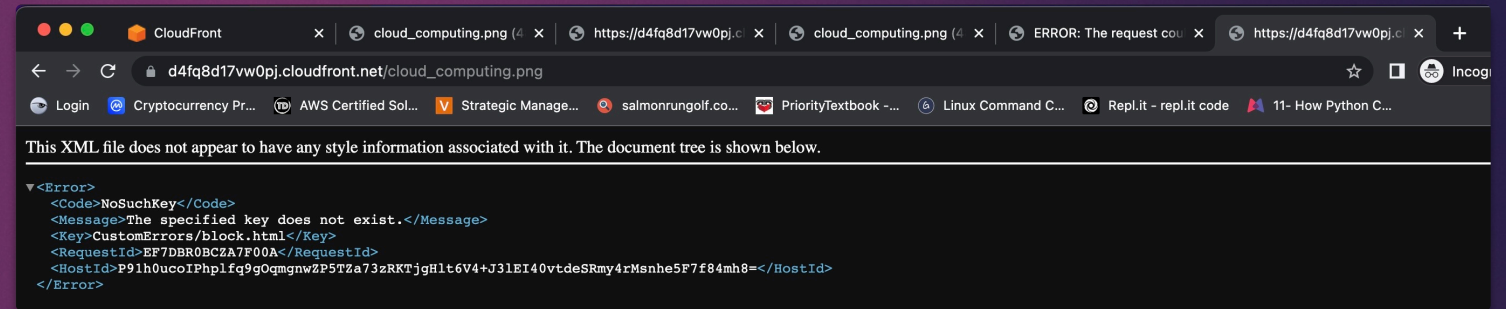 CloudFront
cloud_computing.png (4
https://d4fq8d17vw0pj.cl
cloud_computing.png (4
ERROR: The request cou
https://d4fq8d17vw0pj.cl
d4fq8d17vw0pj.cloudfront.net/cloud_computing.png
Incogn
Login
Cryptocurrency Pr...
AWS Certified Sol...
Strategic Manage...
salmonrungolf.co...
PriorityTextbook -...
Linux Command C...
Repl.it - repl.it code
11- How Python C...
This XML file does not appear to have any style information associated with it. The document tree is shown below.
▼<Error>
<Code>NoSuchKey</Code>
<Message>The specified key does not exist.</Message>
<Key>CustomErrors/block.html</Key>
<RequestId>EF7DBR0BCZA7F00A</RequestId>
<HostId>P91h0ucoIPhplfq9gOqmgnwZP5TZa73zRKTjgHlt6V4+J3lEI40vtdeSRmy4rMsnhe5F7f84mh8=</HostId>
</Error>